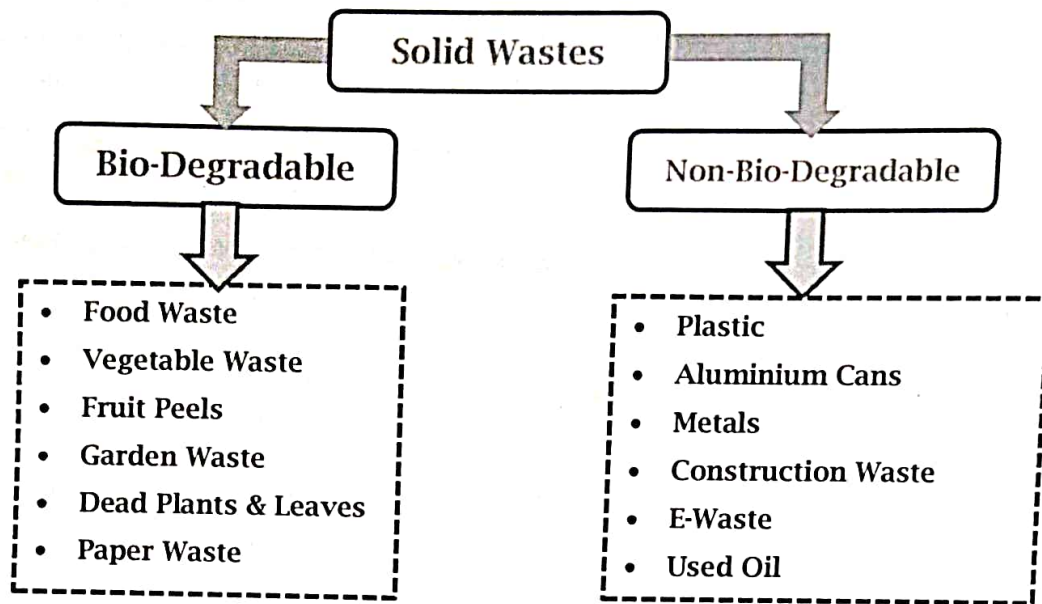 Solid Wastes
Bio-Degradable
Non-Bio-Degradable
• Food Waste
• Vegetable Waste
• Fruit Peels
• Garden Waste
• Dead Plants & Leaves
• Paper Waste
• Plastic
• Aluminium Cans
• Metals
• Construction Waste
• E-Waste
• Used Oil